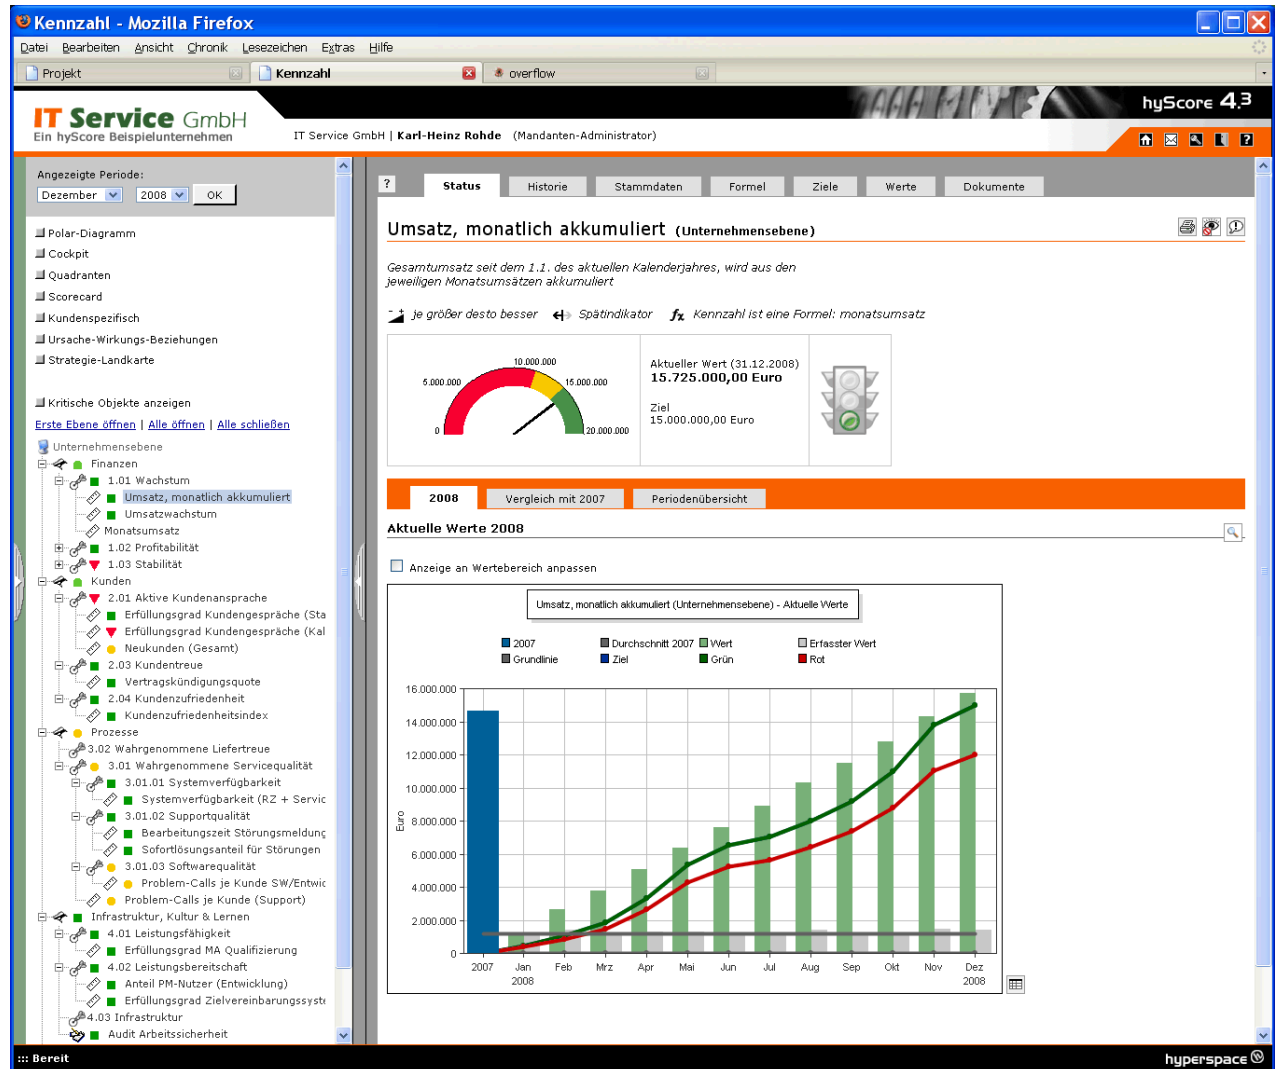 Kennzahl - Mozilla Firefox
Datei Bearbeiten Ansicht Chronik Lesezeichen Extras Hilfe
Projekt Kennzahl overflow
hyScore 4.3
IT Service GmbH
Ein hyScore Beispielunternehmen
IT Service GmbH | Karl-Heinz Rohde (Mandanten-Administrator)
Angezeigte Periode:
Dezember 2008 OK
Polar-Diagramm
Cockpit
Quadranten
Scorecard
Kundenspezifisch
Ursache-Wirkungs-Beziehungen
Strategie-Landkarte
Kritische Objekte anzeigen
Erste Ebene öffnen | Alle öffnen | Alle schließen
Unternehmensebene
Finanzen
1.01 Wachstum
Umsatz, monatlich akkumuliert
Umsatzwachstum
Monatsumsatz
1.02 Profitabilität
1.03 Stabilität
Kunden
2.01 Aktive Kundenansprache
Erfüllungsgrad Kundengespräche (Sta
Erfüllungsgrad Kundengespräche (Kal
Neukunden (Gesamt)
2.03 Kundentreue
Vertragskündigungsquote
2.04 Kundenzufriedenheit
Kundenzufriedenheitsindex
Prozesse
3.02 Wahrgenommene Liefertreue
3.01 Wahrgenommene Servicequalität
3.01.01 Systemverfügbarkeit
Systemverfügbarkeit (RZ + Servic
3.01.02 Supportqualität
Bearbeitungszeit Störungsmeldung
Sofortlösungsanteil für Störungen
3.01.03 Softwarequalität
Problem-Calls je Kunde SW/Entwic
Problem-Calls je Kunde (Support)
Infrastruktur, Kultur & Lernen
4.01 Leistungsfähigkeit
Erfüllungsgrad MA Qualifizierung
4.02 Leistungsbereitschaft
Anteil PM-Nutzer (Entwicklung)
Erfüllungsgrad Zielvereinbarungssyste
4.03 Infrastruktur
Audit Arbeitssicherheit
? Status Historie Stammdaten Formel Ziele Werte Dokumente
Umsatz, monatlich akkumuliert (Unternehmensebene)
Gesamtumsatz seit dem 1.1. des aktuellen Kalenderjahres, wird aus den
jeweiligen Monatsumsätzen akkumuliert
je größer desto besser Spätindikator fx Kennzahl ist eine Formel: monatsumsatz
0 5.000.000 10.000.000 15.000.000 20.000.000
Aktueller Wert (31.12.2008)
15.725.000,00 Euro
Ziel
15.000.000,00 Euro
2008 Vergleich mit 2007 Periodenübersicht
Aktuelle Werte 2008
Anzeige an Wertebereich anpassen
Umsatz, monatlich akkumuliert (Unternehmensebene) - Aktuelle Werte
2007 Durchschnitt 2007 Wert Erfasster Wert
Grundlinie Ziel Grün Rot
Euro
16.000.000
14.000.000
12.000.000
10.000.000
8.000.000
6.000.000
4.000.000
2.000.000
0
2007 Jan Feb Mrz Apr Mai Jun Jul Aug Sep Okt Nov Dez
2008 2008
::: Bereit
hyperspace